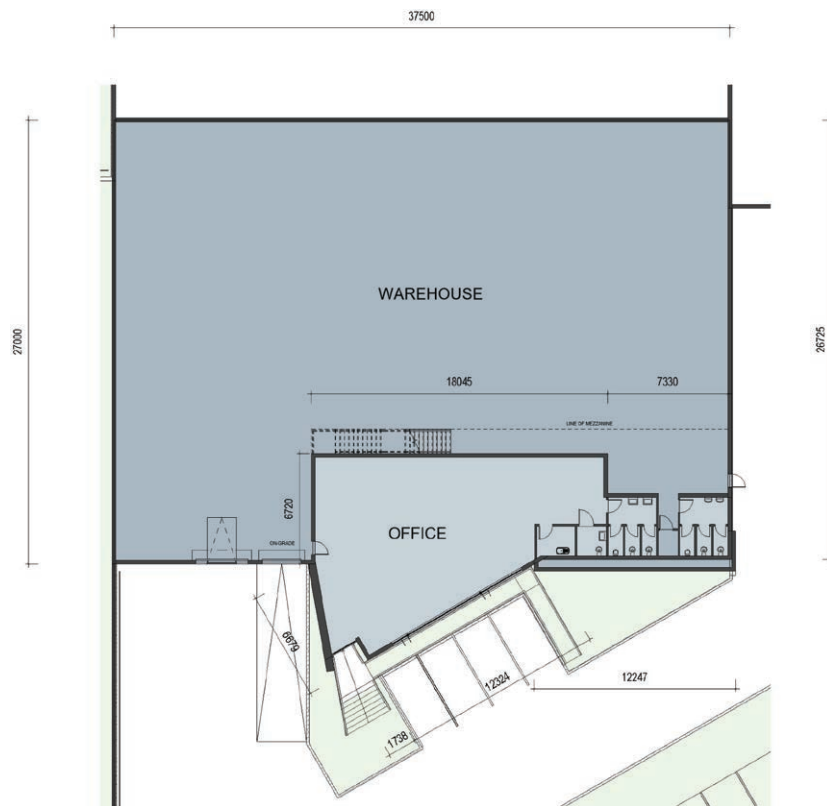 37500
27000
26725
WAREHOUSE
18045
7330
LINE OF MEZZANINE
6720
OFFICE
ON-GRADE
6679
12324
12247
1738